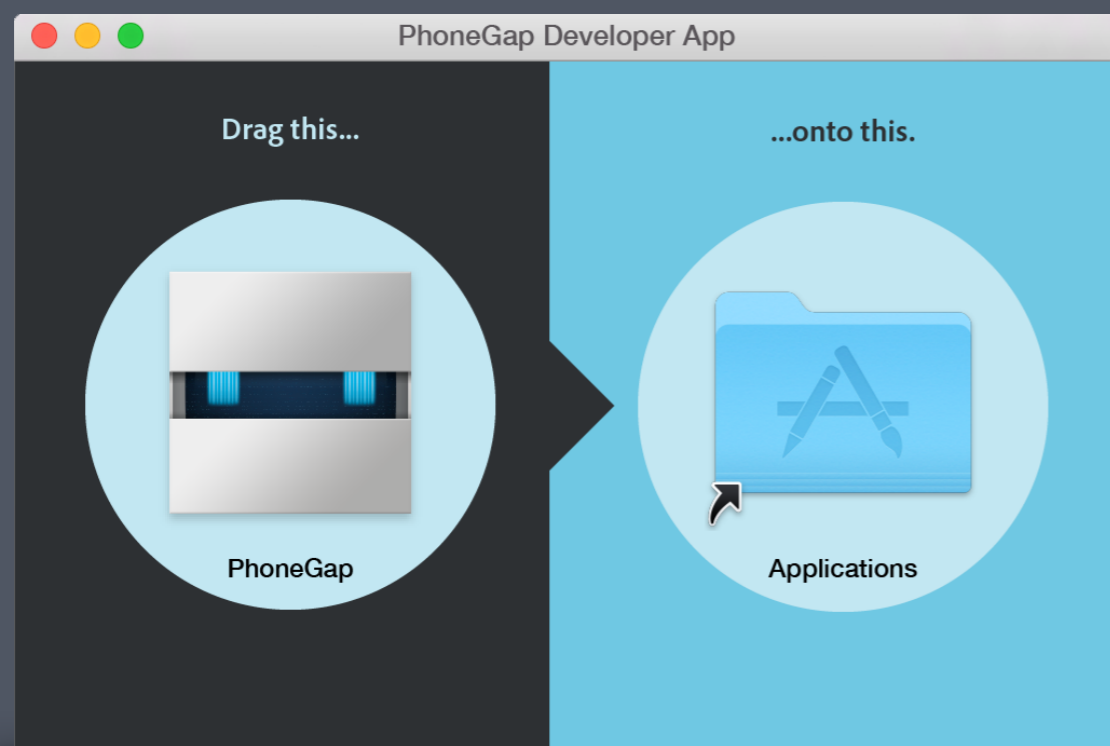 PhoneGap Developer App
Drag this...
...onto this.
PhoneGap
Applications